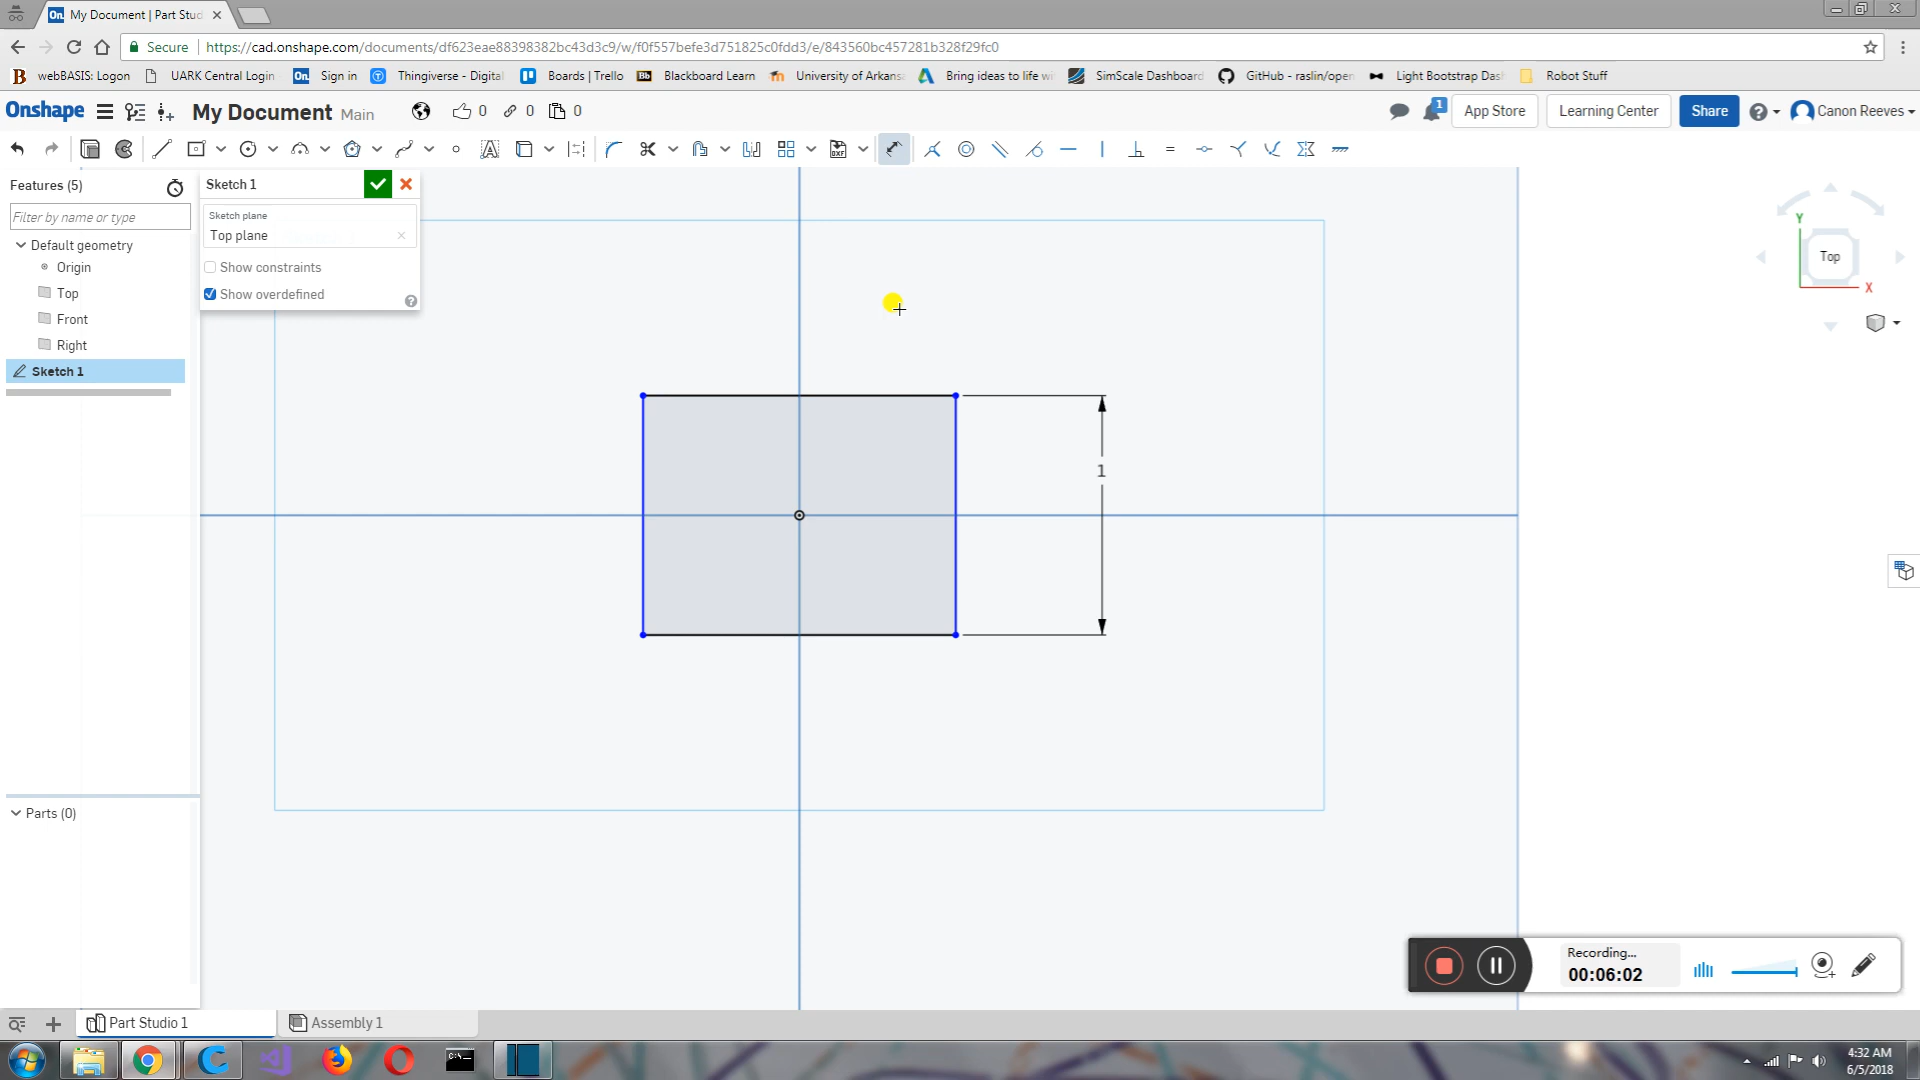 My Document | Part Stud
Secure
https://cad.onshape.com/documents/df623eae88398382bc43d3c9/w/f0f557befe3d751825c0fdd3/e/843560bc457281b328f29fc0
webBASIS: Logon
UARK Central Login
Sign in
Thingiverse - Digital
Boards | Trello
Blackboard Learn
University of Arkans
Bring ideas to life wi
SimScale Dashboard
GitHub - raslin/open
Light Bootstrap Das
Robot Stuff
Onshape
My Document Main
0
0
0
1
App Store
Learning Center
Share
Canon Reeves
Features (5)
Filter by name or type
Default geometry
Origin
Top
Front
Right
Sketch 1
Sketch 1
Sketch plane
Top plane
Show constraints
Show overdefined
Y
Top
X
1
Parts (0)
Recording...
00:06:02
Part Studio 1
Assembly 1
4:32 AM
6/5/2018